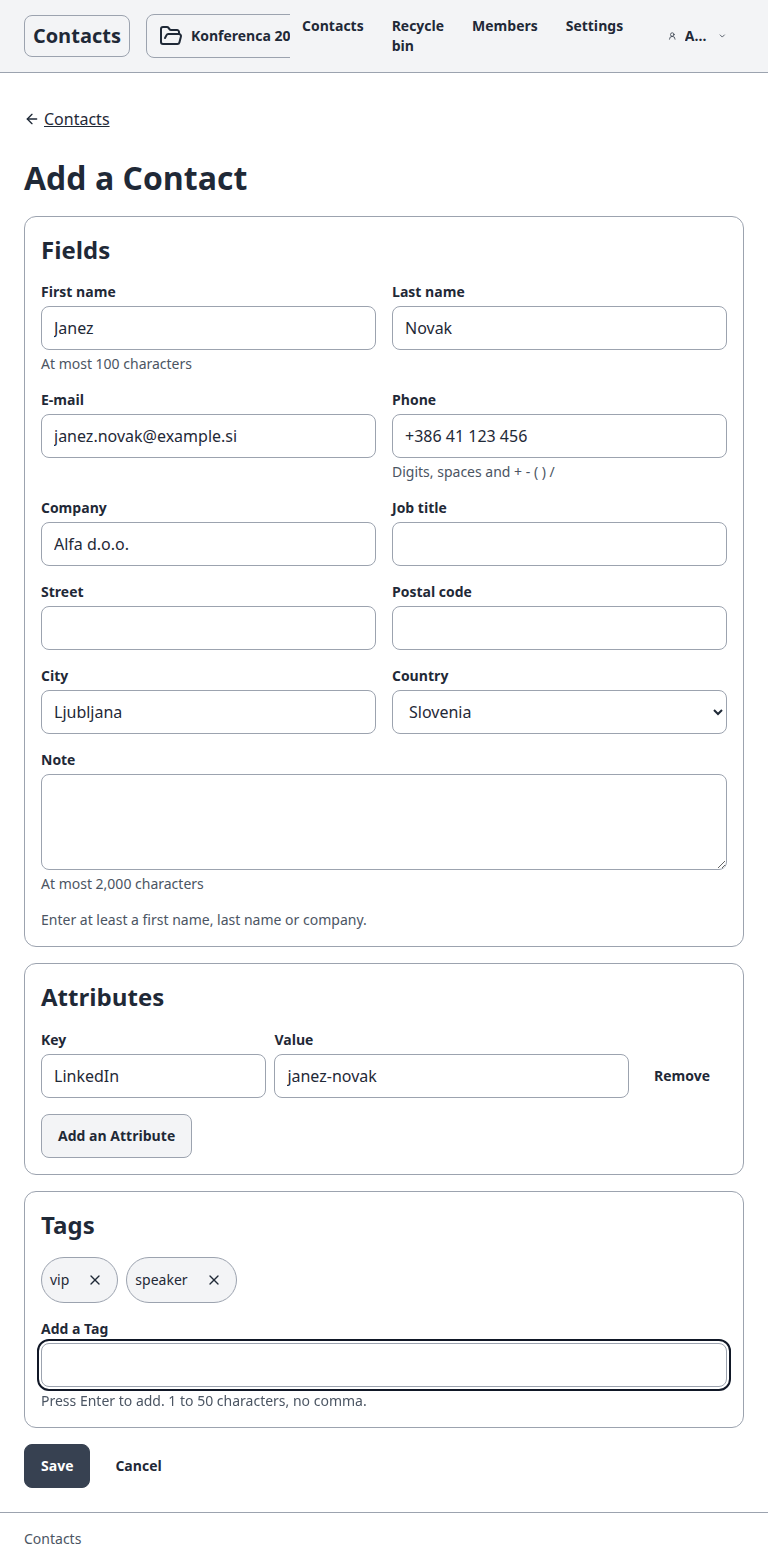 Contacts
Konferenca 20
Contacts
Recycle bin
Members
Settings
A...
Contacts
Add a Contact
Fields
First name
Last name
Janez
Novak
At most 100 characters
E-mail
Phone
janez.novak@example.si
+386 41 123 456
Digits, spaces and + - ( ) /
Company
Job title
Alfa d.o.o.
Street
Postal code
City
Country
Ljubljana
Slovenia
Note
At most 2,000 characters
Enter at least a first name, last name or company.
Attributes
Key
Value
LinkedIn
janez-novak
Remove
Add an Attribute
Tags
vip
speaker
Add a Tag
Press Enter to add. 1 to 50 characters, no comma.
Save
Cancel
Contacts